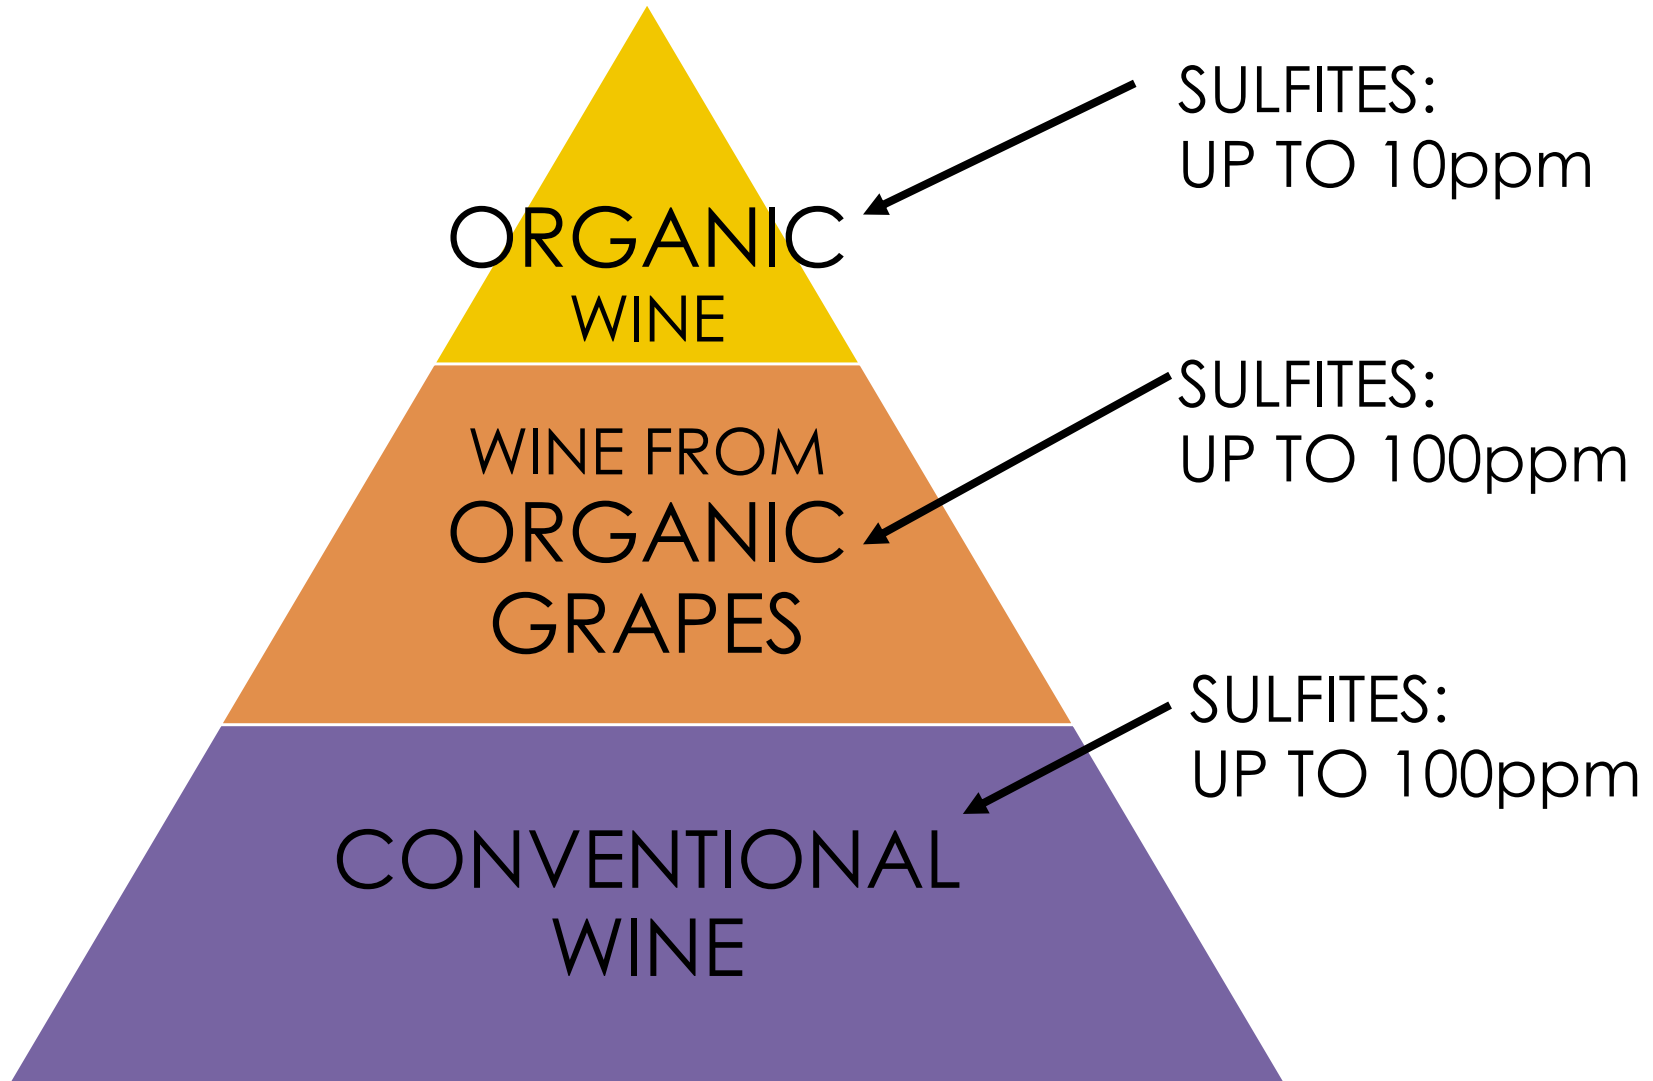 SULFITES:
UP TO 10ppm
ORGANIC
WINE
SULFITES:
UP TO 100ppm
WINE FROM
ORGANIC
GRAPES
SULFITES:
UP TO 100ppm
CONVENTIONAL
WINE